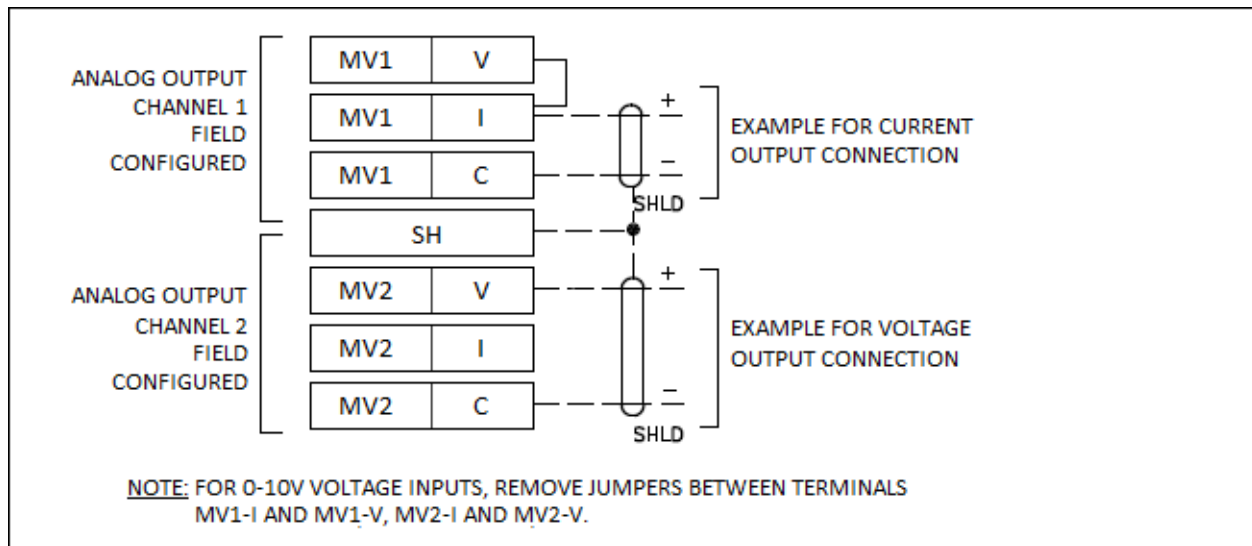 ANALOG OUTPUT
CHANNEL 1
FIELD
CONFIGURED
MV1 V
MV1 I
MV1 C
SH
+
−
SHLD
EXAMPLE FOR CURRENT
OUTPUT CONNECTION
ANALOG OUTPUT
CHANNEL 2
FIELD
CONFIGURED
MV2 V
MV2 I
MV2 C
+
−
SHLD
EXAMPLE FOR VOLTAGE
OUTPUT CONNECTION
NOTE: FOR 0-10V VOLTAGE INPUTS, REMOVE JUMPERS BETWEEN TERMINALS
MV1-I AND MV1-V, MV2-I AND MV2-V.